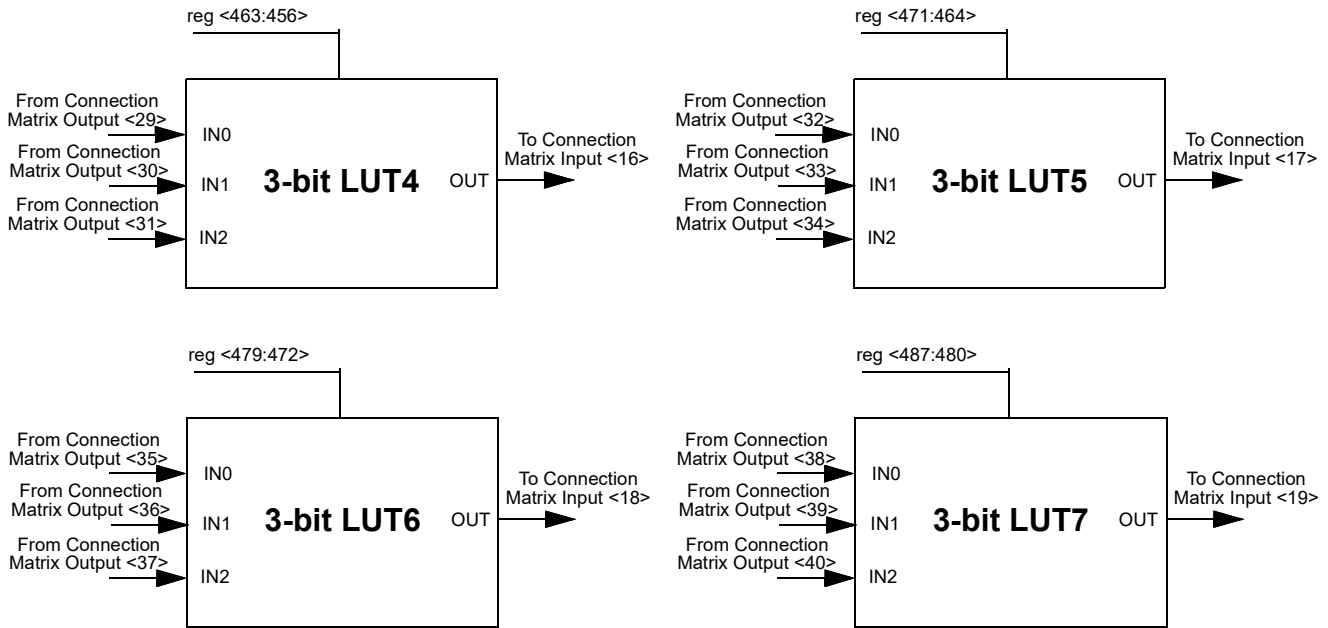 reg <463:456>
From Connection
Matrix Output <29>
IN0
From Connection
Matrix Output <30>
IN1
From Connection
Matrix Output <31>
IN2
3-bit LUT4
OUT
To Connection
Matrix Input <16>
reg <471:464>
From Connection
Matrix Output <32>
IN0
From Connection
Matrix Output <33>
IN1
From Connection
Matrix Output <34>
IN2
3-bit LUT5
OUT
To Connection
Matrix Input <17>
reg <479:472>
From Connection
Matrix Output <35>
IN0
From Connection
Matrix Output <36>
IN1
From Connection
Matrix Output <37>
IN2
3-bit LUT6
OUT
To Connection
Matrix Input <18>
reg <487:480>
From Connection
Matrix Output <38>
IN0
From Connection
Matrix Output <39>
IN1
From Connection
Matrix Output <40>
IN2
3-bit LUT7
OUT
To Connection
Matrix Input <19>